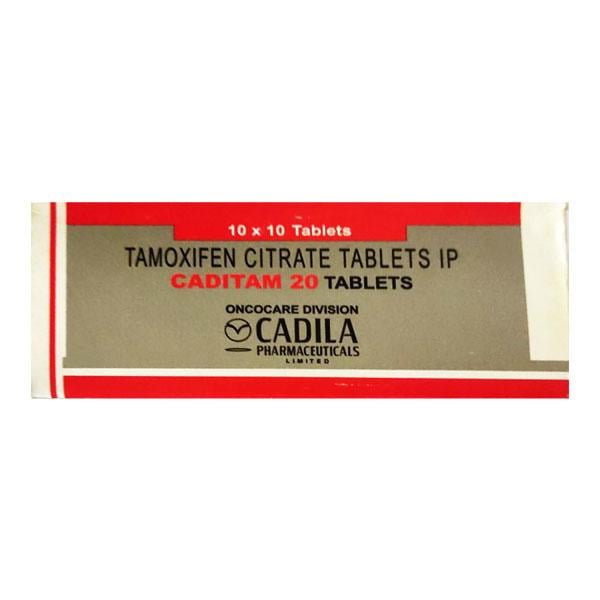 10 x 10 Tablets
TAMOXIFEN CITRATE TABLETS IP
CADITAM 20 TABLETS
ONCOCARE DIVISION
CADILA
PHARMACEUTICALS
LIMITED